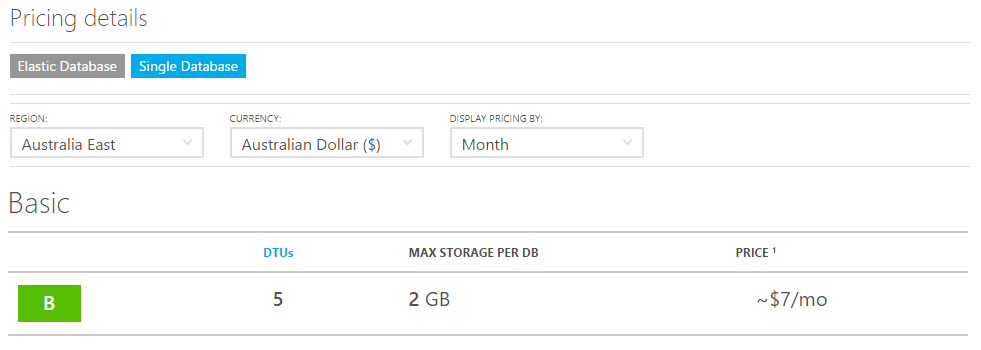 Pricing details
Elastic Database Single Database
REGION: CURRENCY: DISPLAY PRICING BY:
Australia East Australian Dollar ($) Month
Basic
DTUs MAX STORAGE PER DB PRICE ¹
B 5 2 GB ~$7/mo